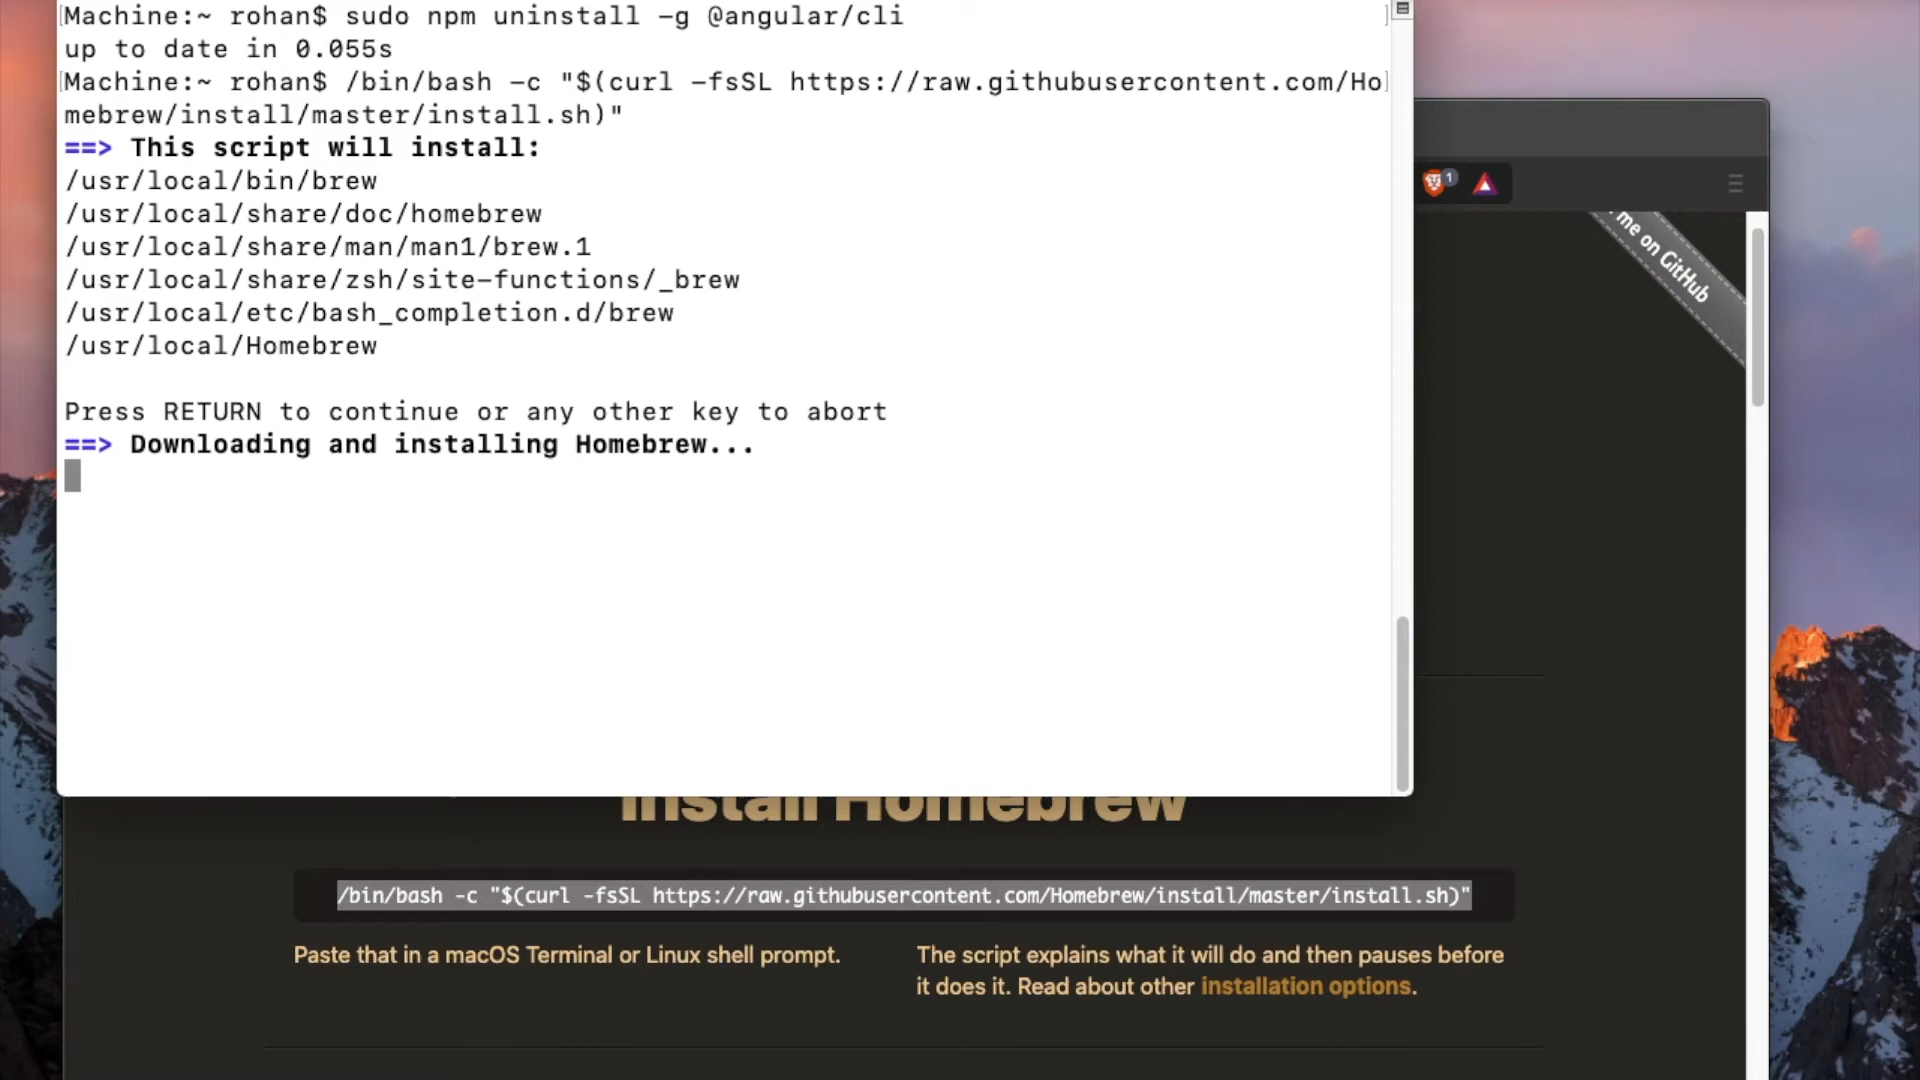 Machine:~ rohan$ sudo npm uninstall -g @angular/cli
up to date in 0.055s
Machine:~ rohan$ /bin/bash -c "$(curl -fsSL https://raw.githubusercontent.com/Ho
mebrew/install/master/install.sh)"
==> This script will install:
/usr/local/bin/brew
/usr/local/share/doc/homebrew
/usr/local/share/man/man1/brew.1
/usr/local/share/zsh/site-functions/_brew
/usr/local/etc/bash_completion.d/brew
/usr/local/Homebrew
Press RETURN to continue or any other key to abort
==> Downloading and installing Homebrew...
1
me on GitHub
Install Homebrew
/bin/bash -c "$(curl -fsSL https://raw.githubusercontent.com/Homebrew/install/master/install.sh)"
Paste that in a macOS Terminal or Linux shell prompt.
The script explains what it will do and then pauses before
it does it. Read about other installation options.